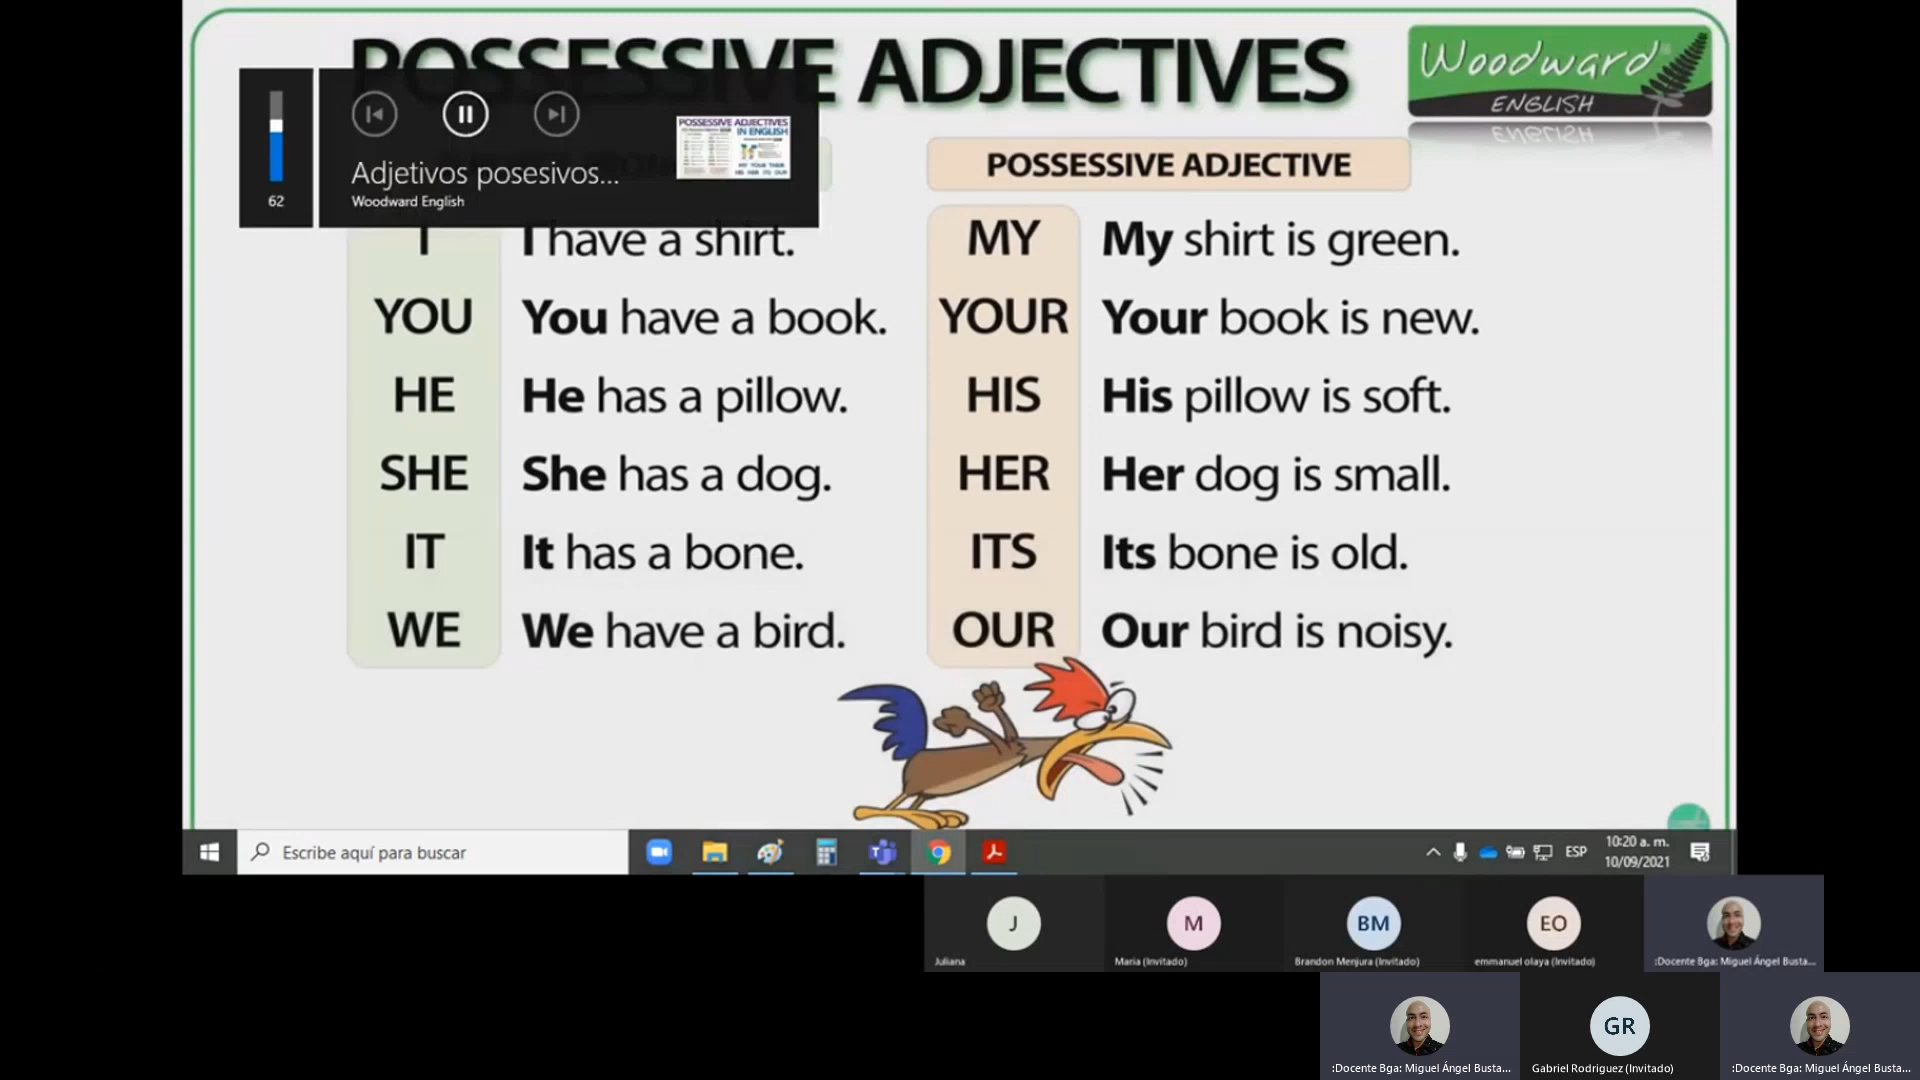 POSSESSIVE ADJECTIVES
Woodward®
ENGLISH
Adjetivos posesivos...
Woodward English
62
POSSESSIVE ADJECTIVES
IN ENGLISH
POSSESSIVE ADJECTIVE
I I have a shirt. MY My shirt is green.
YOU You have a book. YOUR Your book is new.
HE He has a pillow. HIS His pillow is soft.
SHE She has a dog. HER Her dog is small.
IT It has a bone. ITS Its bone is old.
WE We have a bird. OUR Our bird is noisy.
Escribe aquí para buscar
ESP
10:20 a. m.
10/09/2021
J M BM EO
Juliana Maria (Invitado) Brandon Menjura (Invitado) emmanuel olaya (Invitado) :Docente Bga: Miguel Ángel Busta...
GR
:Docente Bga: Miguel Ángel Busta... Gabriel Rodriguez (Invitado) :Docente Bga: Miguel Ángel Busta...